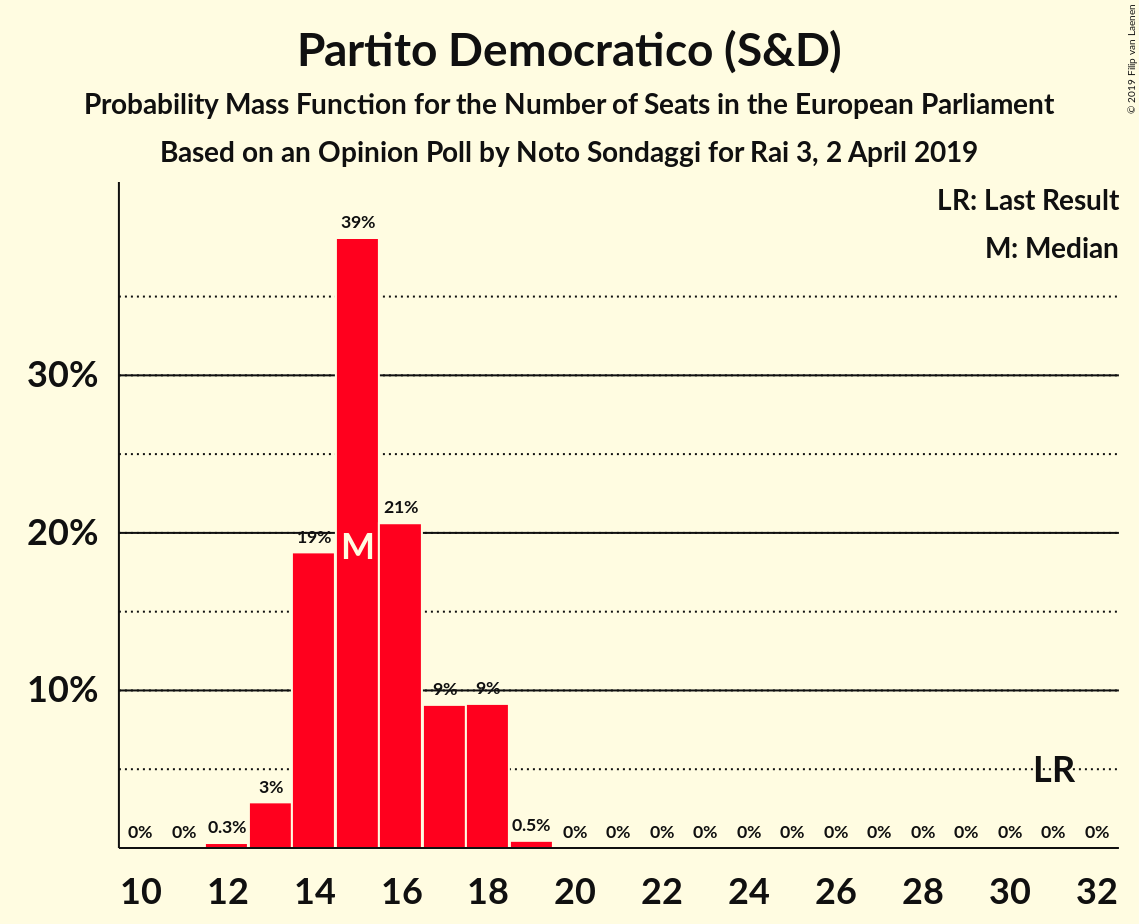 Partito Democratico (S&D)
Probability Mass Function for the Number of Seats in the European Parliament
Based on an Opinion Poll by Noto Sondaggi for Rai 3, 2 April 2019
© 2019 Filip van Laenen
LR: Last Result
M: Median
30%
20%
10%
0% 0% 0.3% 3% 19% 39% 21% 9% 9% 0.5% 0% 0% 0% 0% 0% 0% 0% 0% 0% 0% 0% 0% 0%
M
LR
10 12 14 16 18 20 22 24 26 28 30 32